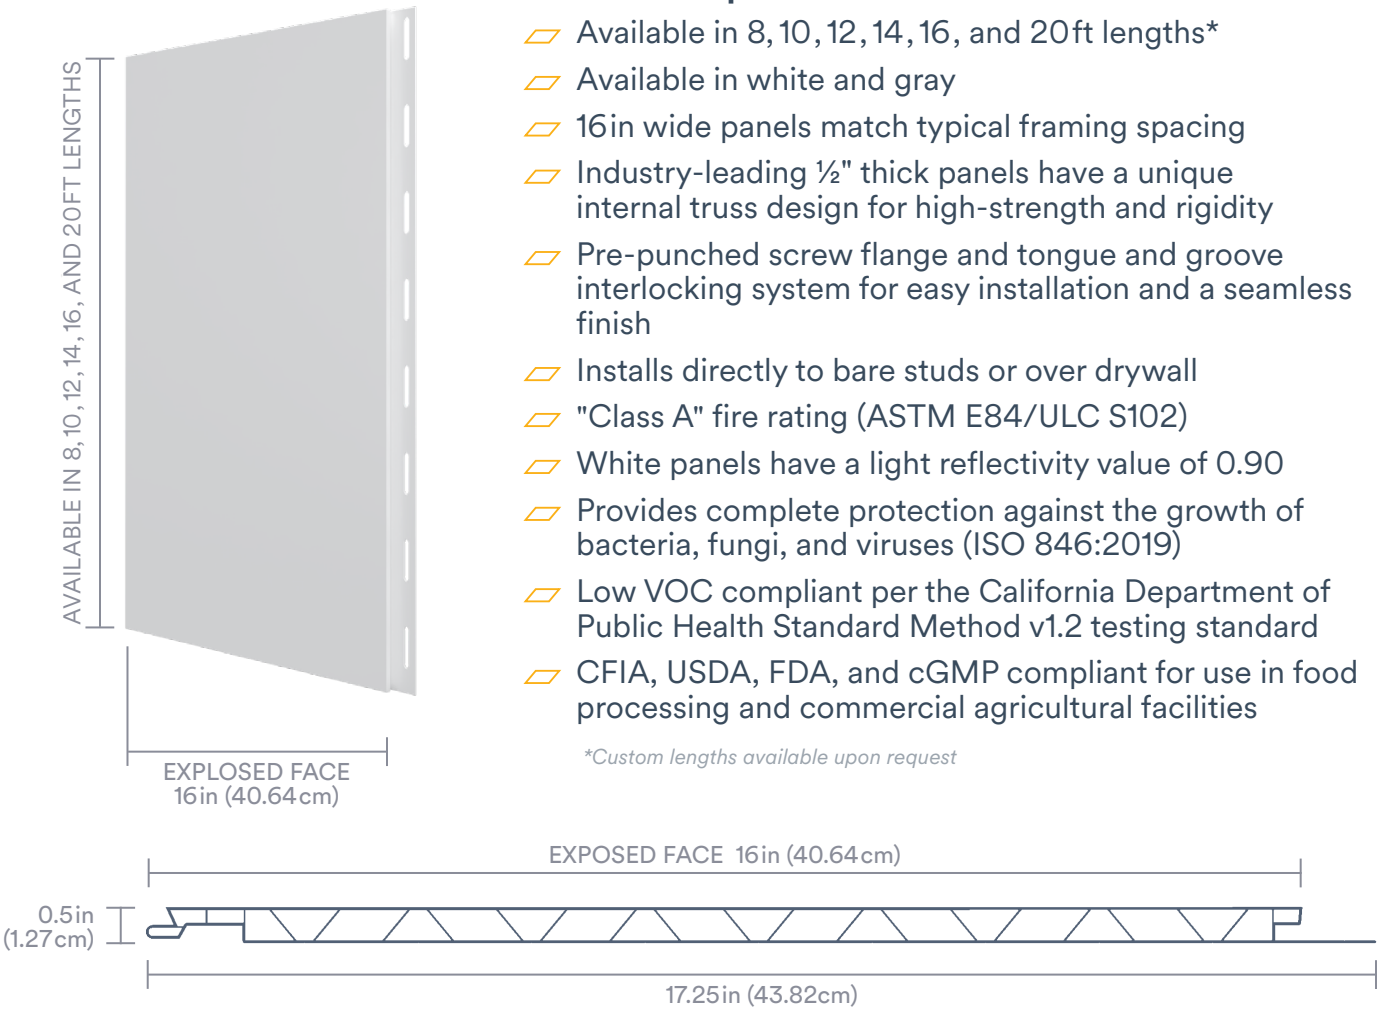 Available in 8, 10, 12, 14, 16, and 20ft lengths*
Available in white and gray
16in wide panels match typical framing spacing
Industry-leading ½" thick panels have a unique
internal truss design for high-strength and rigidity
Pre-punched screw flange and tongue and groove
interlocking system for easy installation and a seamless
finish
Installs directly to bare studs or over drywall
"Class A" fire rating (ASTM E84/ULC S102)
White panels have a light reflectivity value of 0.90
Provides complete protection against the growth of
bacteria, fungi, and viruses (ISO 846:2019)
Low VOC compliant per the California Department of
Public Health Standard Method v1.2 testing standard
CFIA, USDA, FDA, and cGMP compliant for use in food
processing and commercial agricultural facilities
*Custom lengths available upon request
AVAILABLE IN 8, 10, 12, 14, 16, AND 20FT LENGTHS
EXPLOSED FACE
16in (40.64cm)
EXPOSED FACE 16in (40.64cm)
0.5in
(1.27cm)
17.25in (43.82cm)